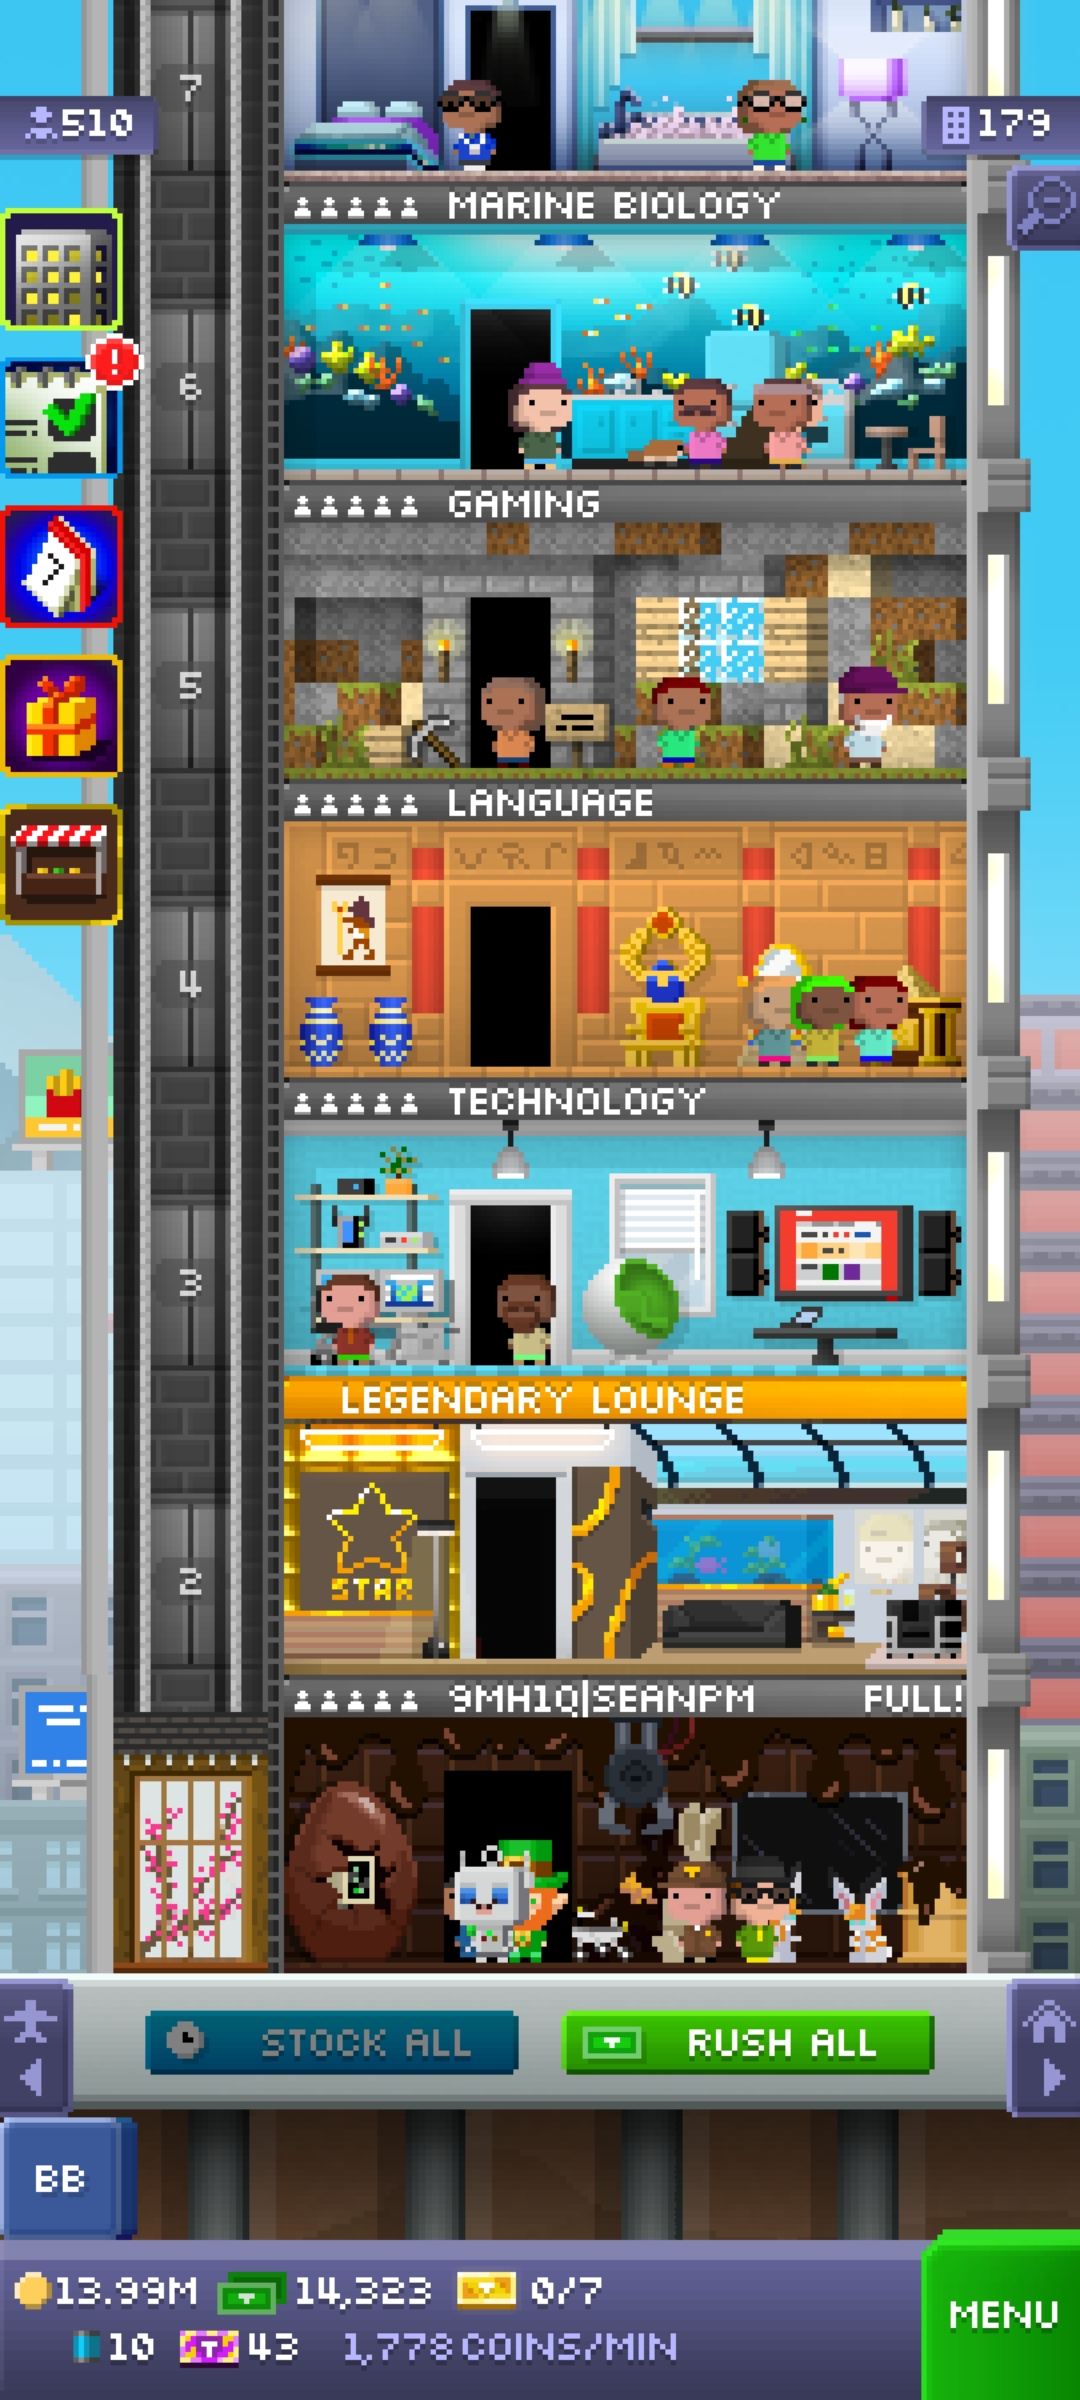 7
510
179
MARINE BIOLOGY
6
GAMING
5
LANGUAGE
4
TECHNOLOGY
3
LEGENDARY LOUNGE
STAR
2
9MH1Q|SEANPM FULL!
STOCK ALL
RUSH ALL
BB
13.99M 14,323 0/7
10 43 1,778 COINS/MIN
MENU